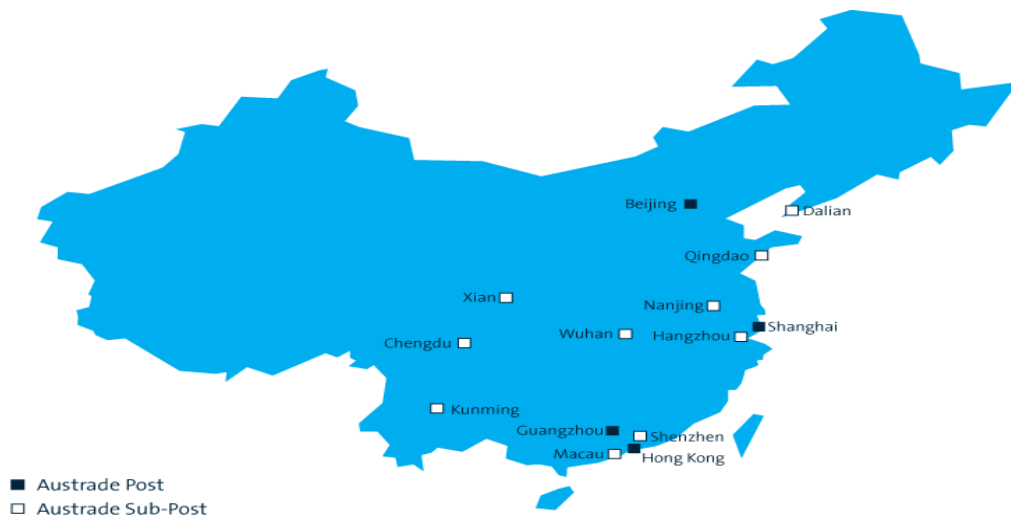 Beijing
Dalian
Qingdao
Xian
Nanjing
Shanghai
Wuhan
Hangzhou
Chengdu
Kunming
Guangzhou
Shenzhen
Macau
Hong Kong
Austrade Post
Austrade Sub-Post